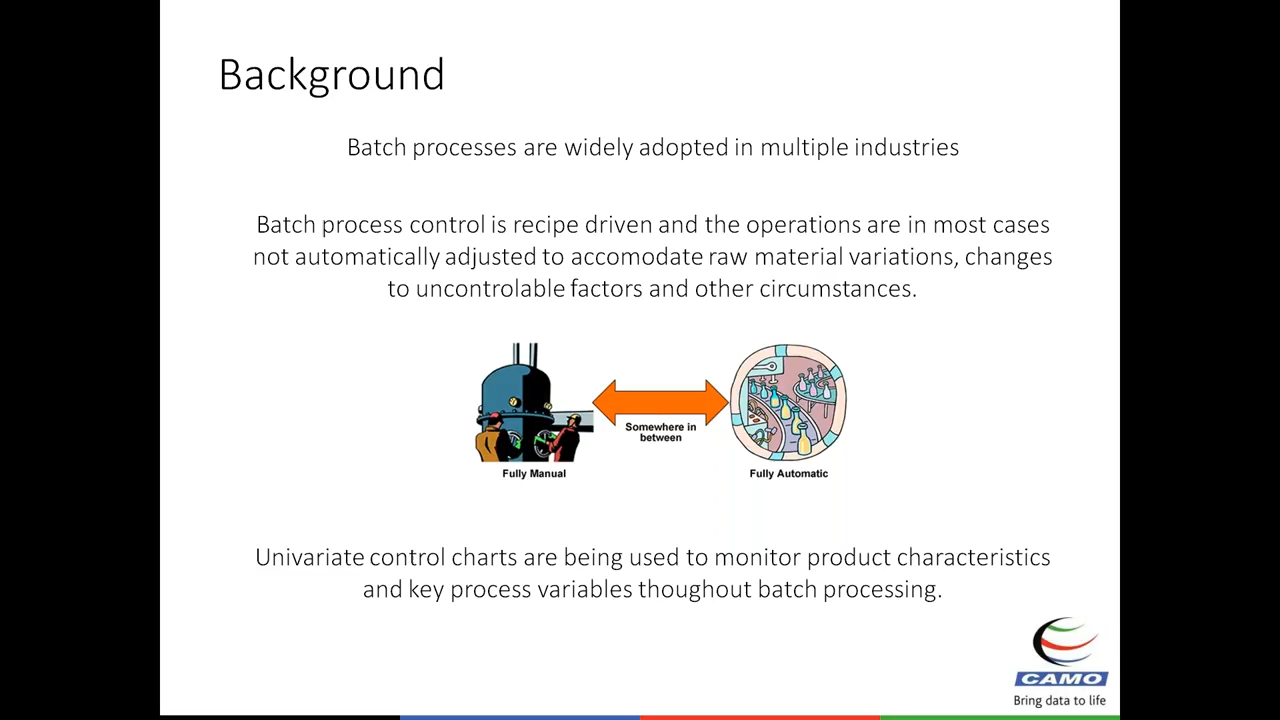 Background
Batch processes are widely adopted in multiple industries
Batch process control is recipe driven and the operations are in most cases
not automatically adjusted to accomodate raw material variations, changes
to uncontrolable factors and other circumstances.
Somewhere in
between
Fully Manual
Fully Automatic
Univariate control charts are being used to monitor product characteristics
and key process variables thoughout batch processing.
CAMO
Bring data to life